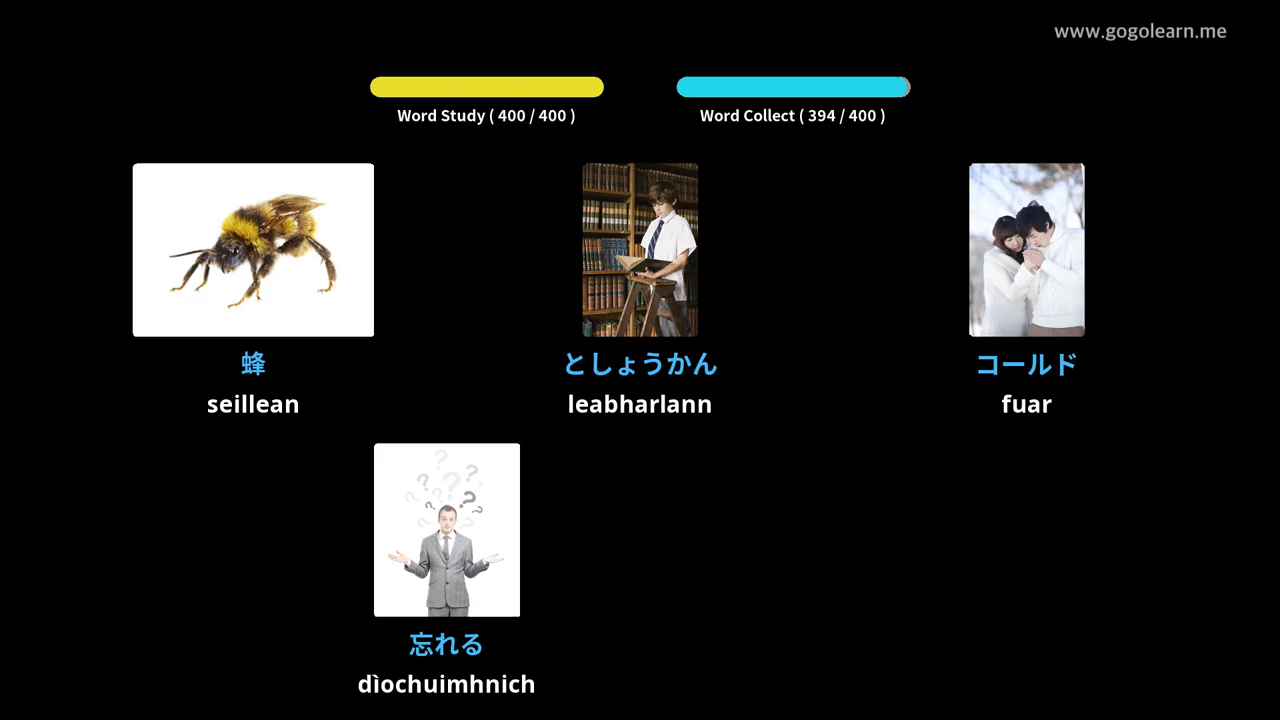 www.gogolearn.me
Word Study ( 400 / 400 )
Word Collect ( 394 / 400 )
蜂
seillean
としょうかん
leabharlann
コールド
fuar
忘れる
dìochuimhnich